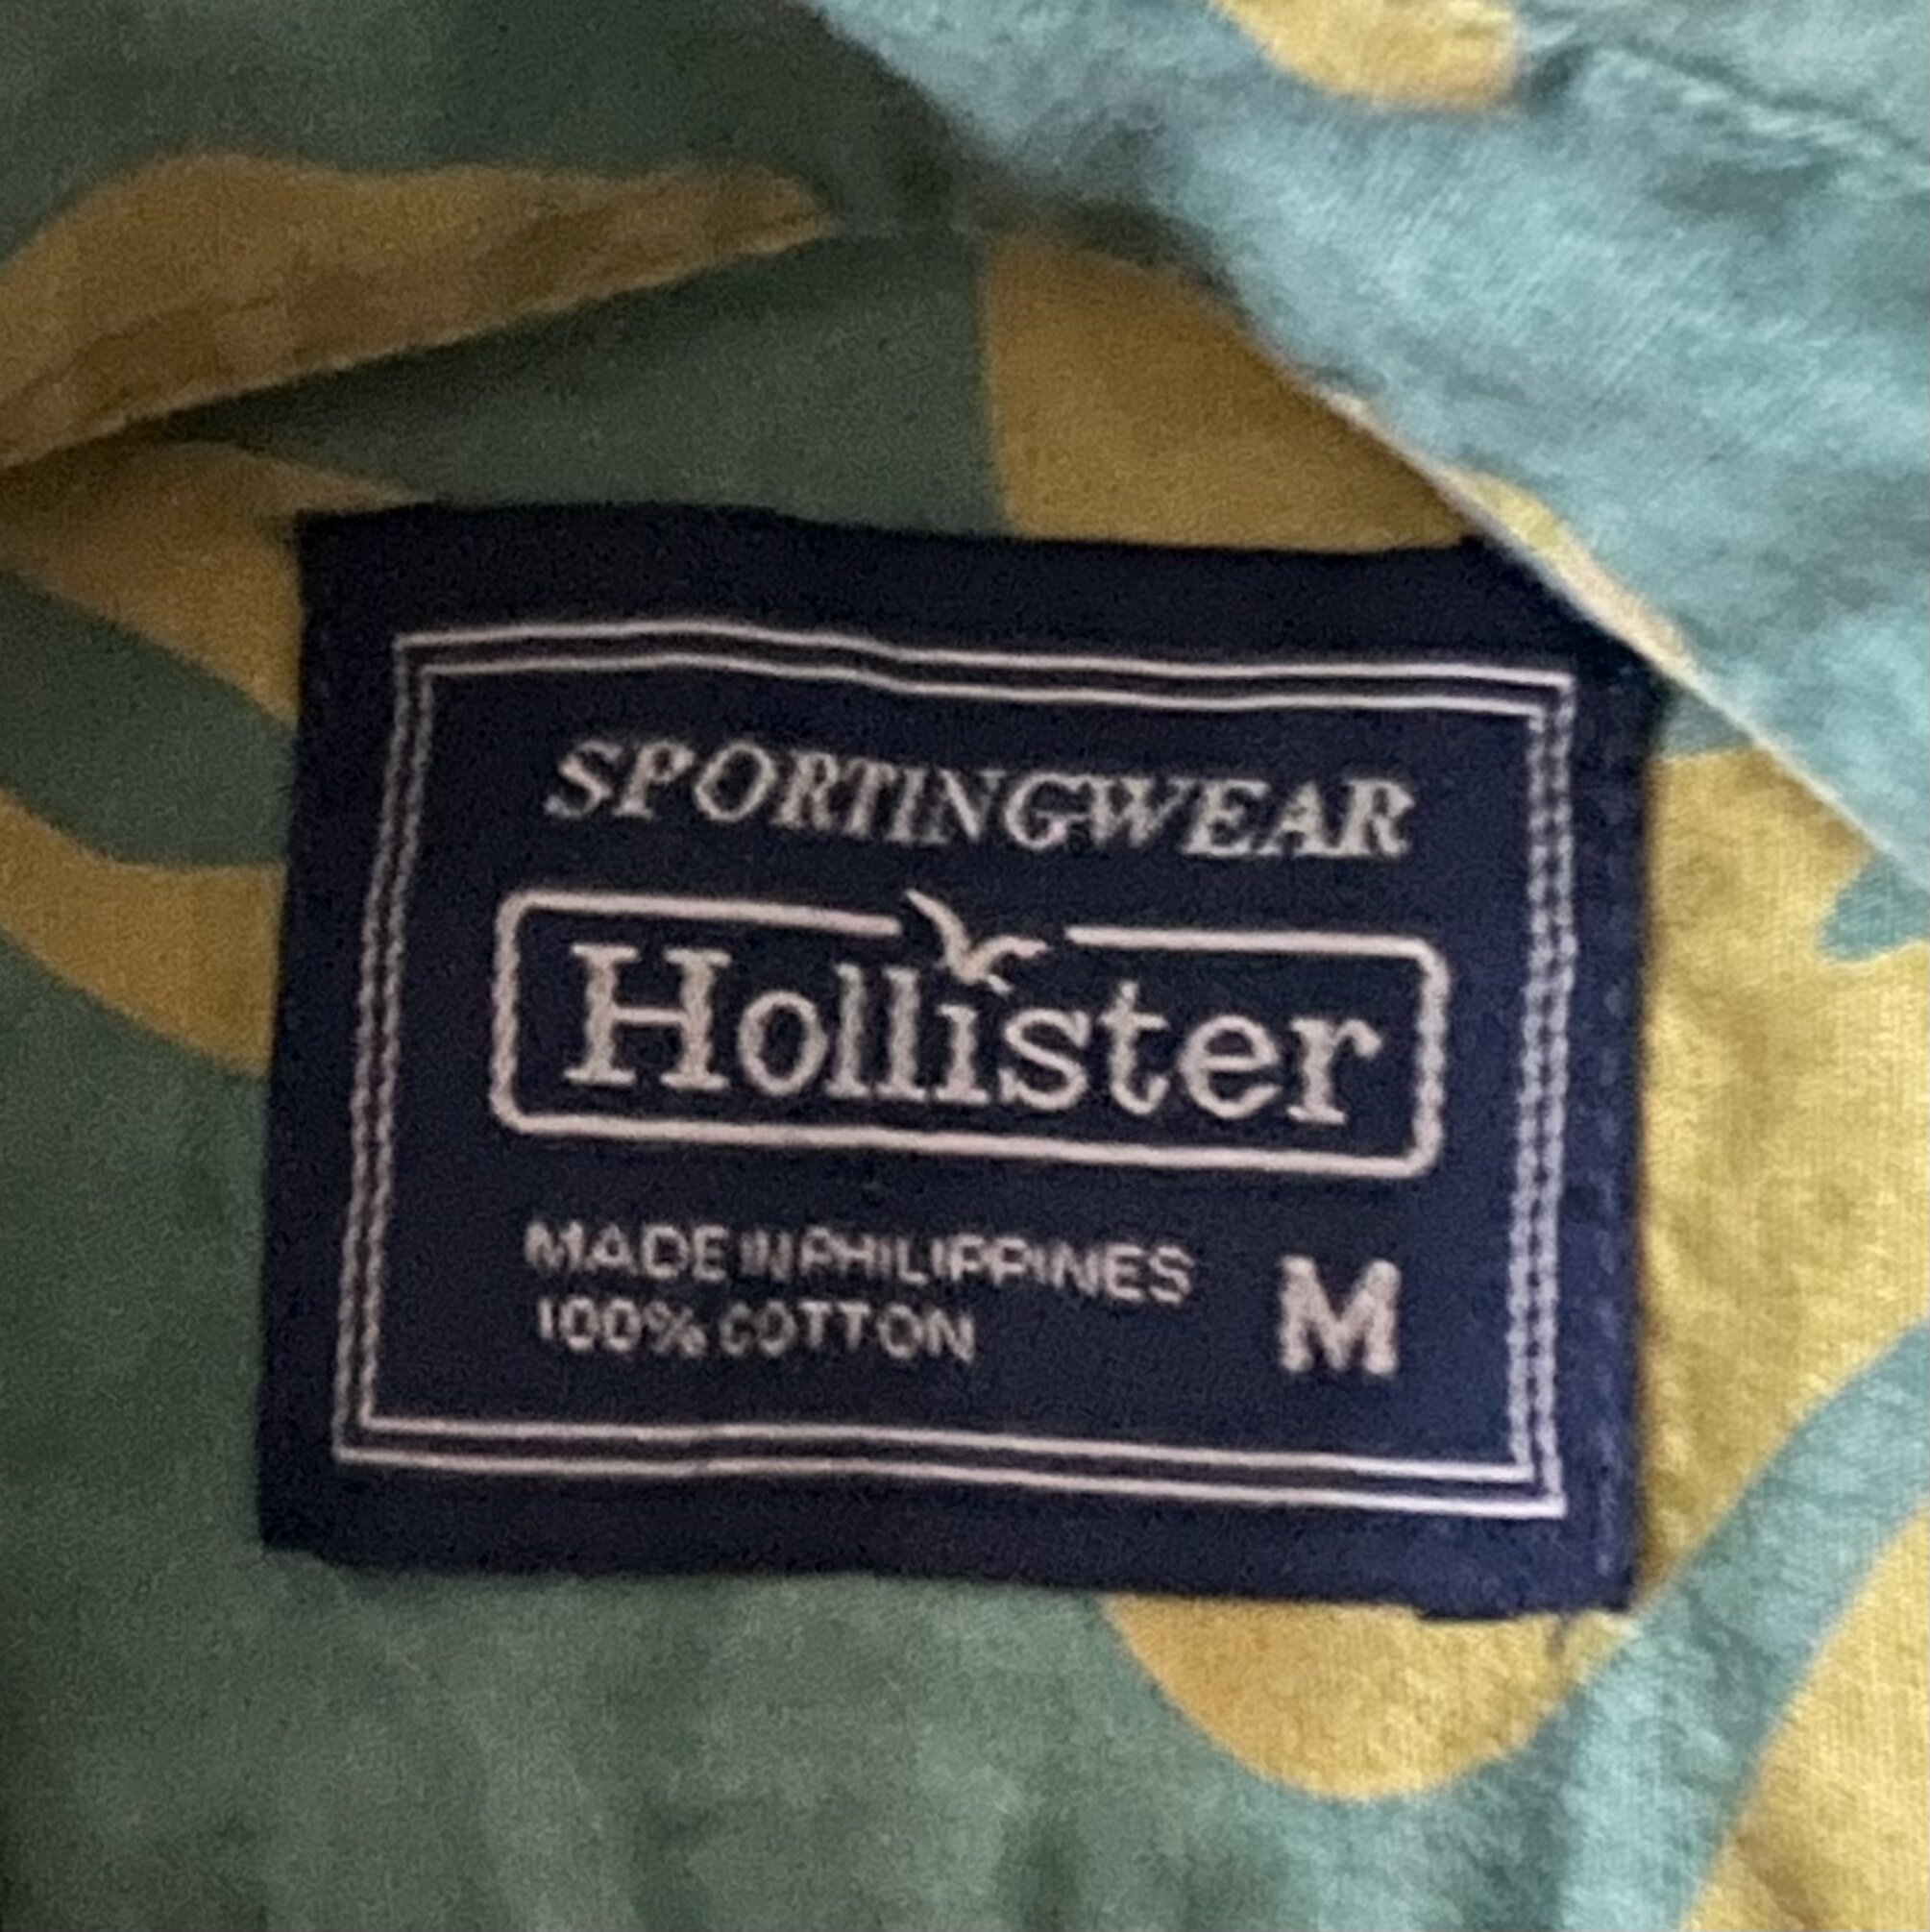 SPORTINGWEAR
Hollister
MADE IN PHILIPPINES
100% COTTON
M